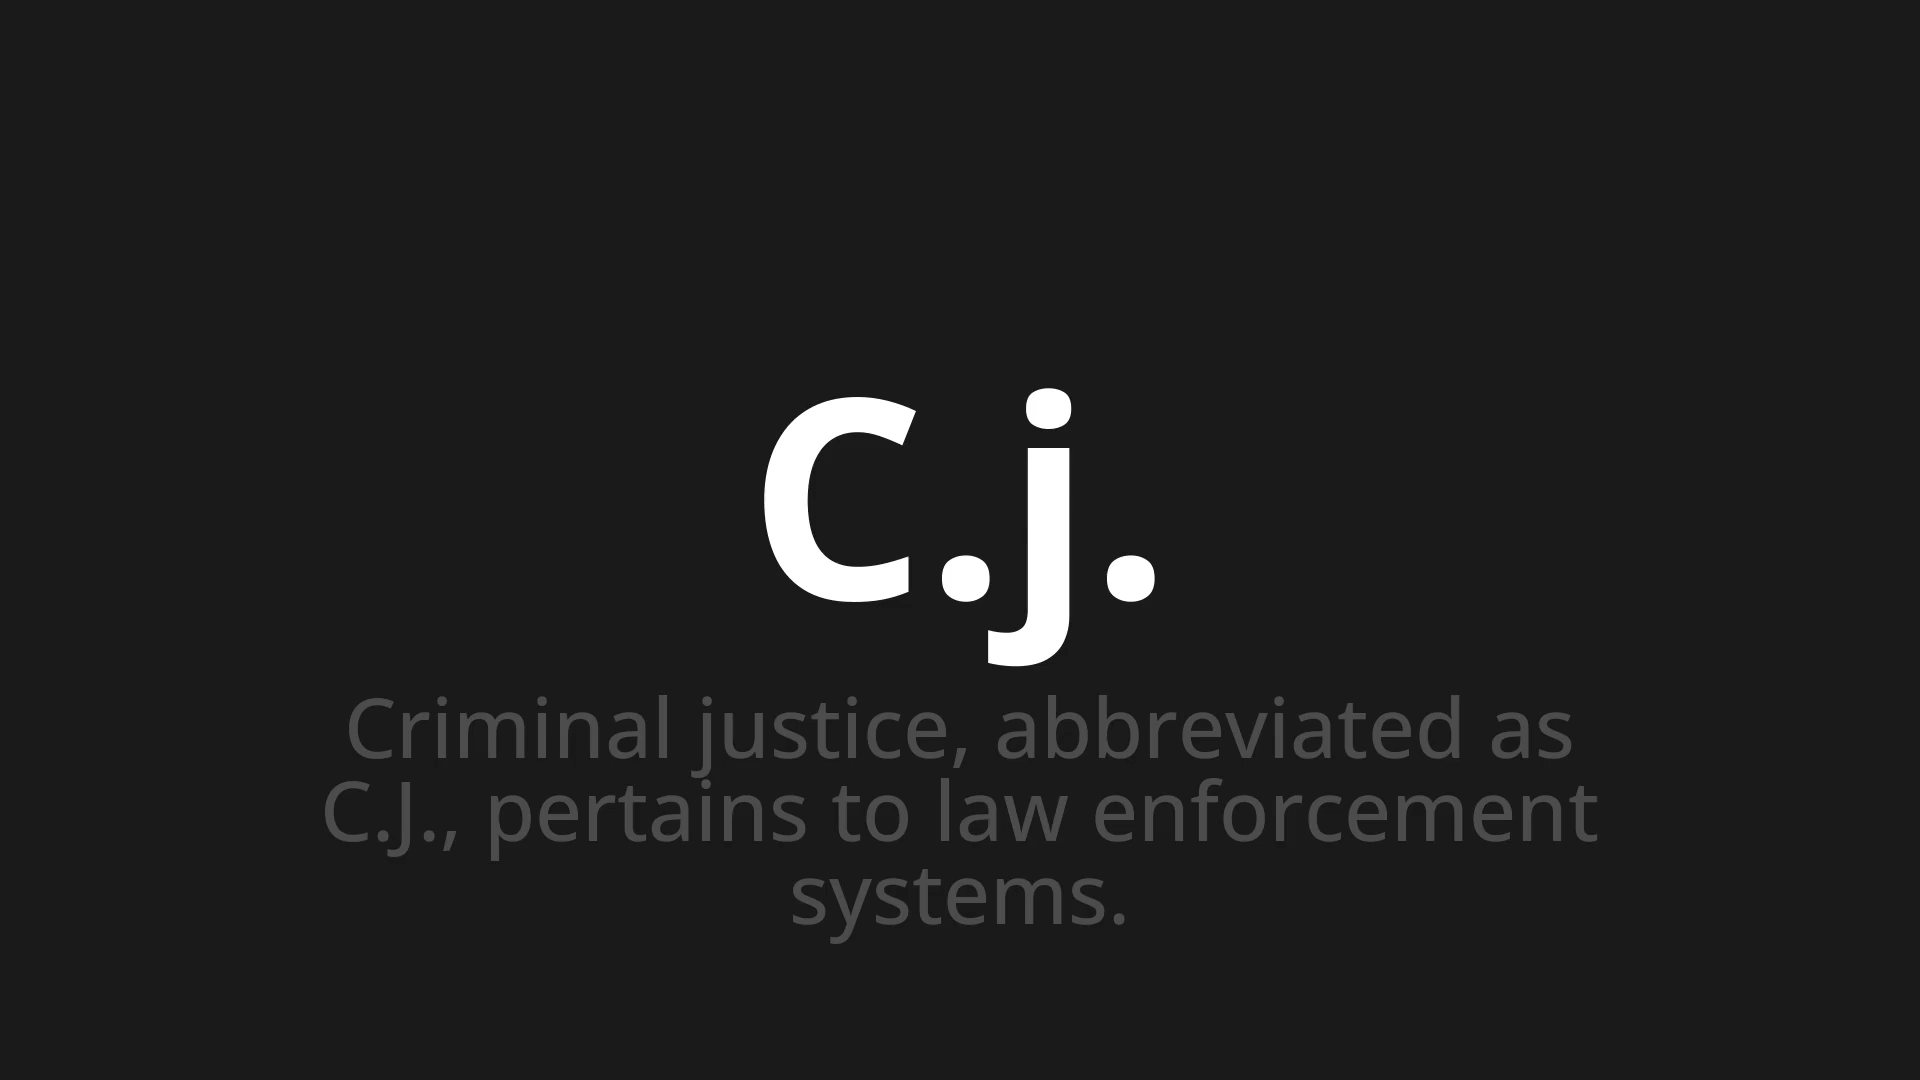 C.j.
Criminal justice, abbreviated as
C.J., pertains to law enforcement
systems.